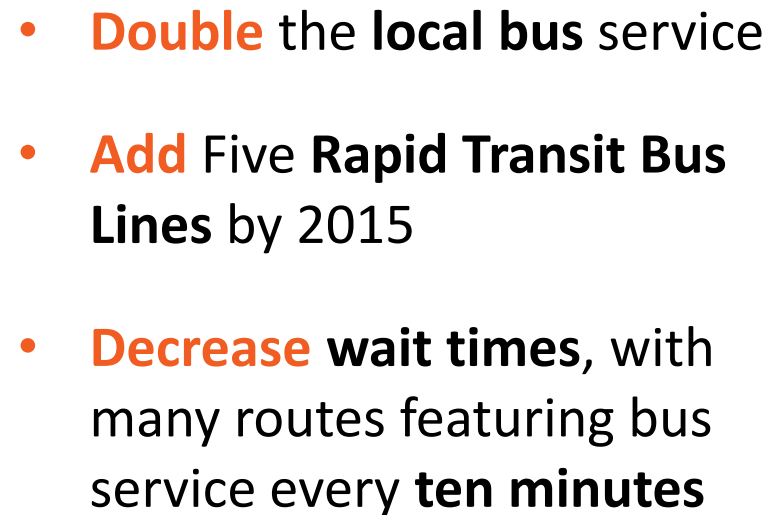 • Double the local bus service
• Add Five Rapid Transit Bus
Lines by 2015
• Decrease wait times, with
many routes featuring bus
service every ten minutes